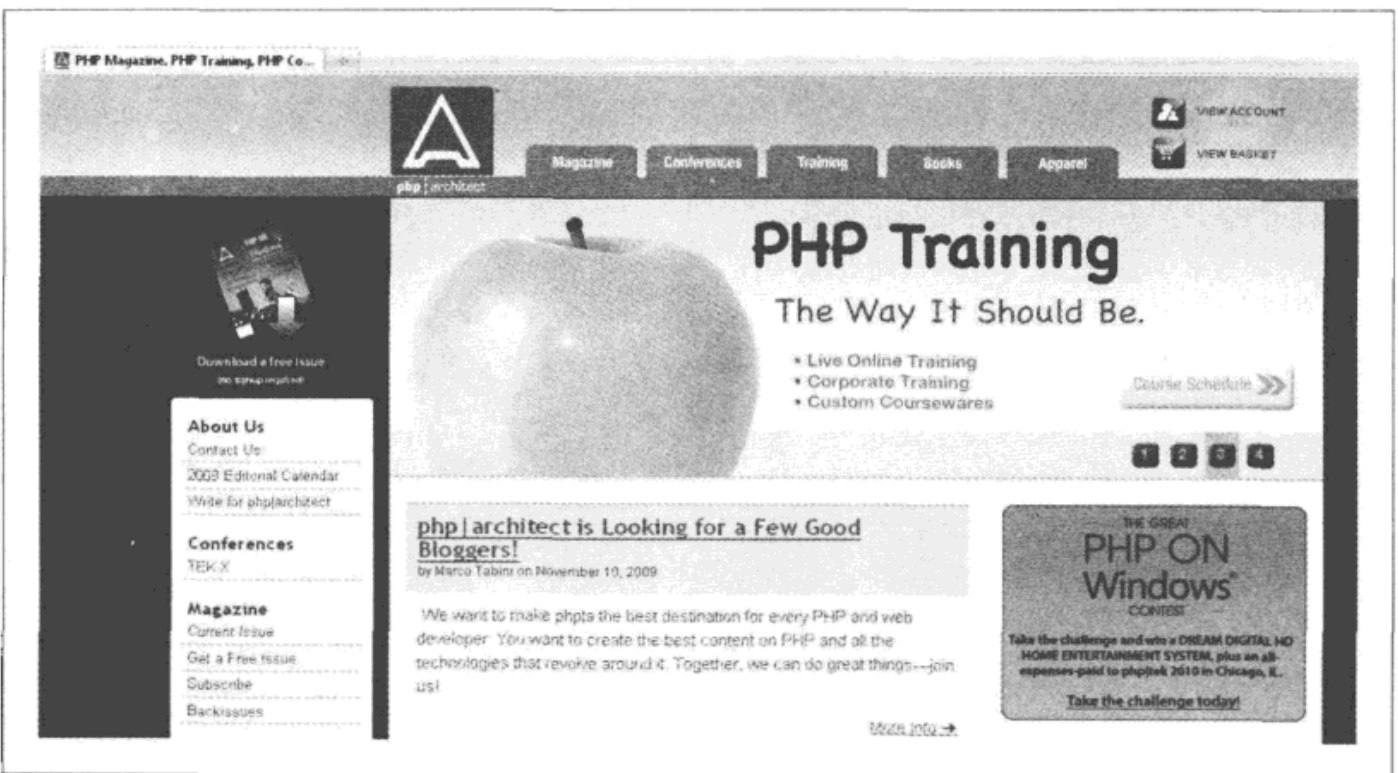 PHP Magazine, PHP Training, PHP Co...
VIEW ACCOUNT
VIEW BASKET
Magazine
Conferences
Training
Books
Apparel
php|architect
PHP Training
The Way It Should Be.
• Live Online Training
• Corporate Training
• Custom Coursewares
Course Schedule
1 2 3 4
Download a free issue
(no signup required)
About Us
Contact Us
2009 Editorial Calendar
Write for php|architect
Conferences
TEK·X
Magazine
Current Issue
Get a Free Issue
Subscribe
Backissues
php|architect is Looking for a Few Good
Bloggers!
by Marco Tabini on November 10, 2009
We want to make phpta the best destination for every PHP and web
developer. You want to create the best content on PHP and all the
technologies that revolve around it. Together, we can do great things---join
us!
More info →
THE GREAT
PHP ON
Windows®
CONTEST
Take the challenge and win a DREAM DIGITAL HD
HOME ENTERTAINMENT SYSTEM, plus an all-
expenses-paid to php|tek 2010 in Chicago, IL.
Take the challenge today!